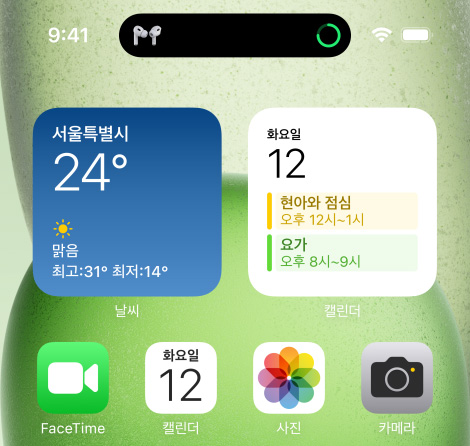 9:41
서울특별시
24°
맑음
최고:31° 최저:14°
날씨
화요일
12
현아와 점심
오후 12시~1시
요가
오후 8시~9시
캘린더
FaceTime
화요일
12
캘린더
사진
카메라